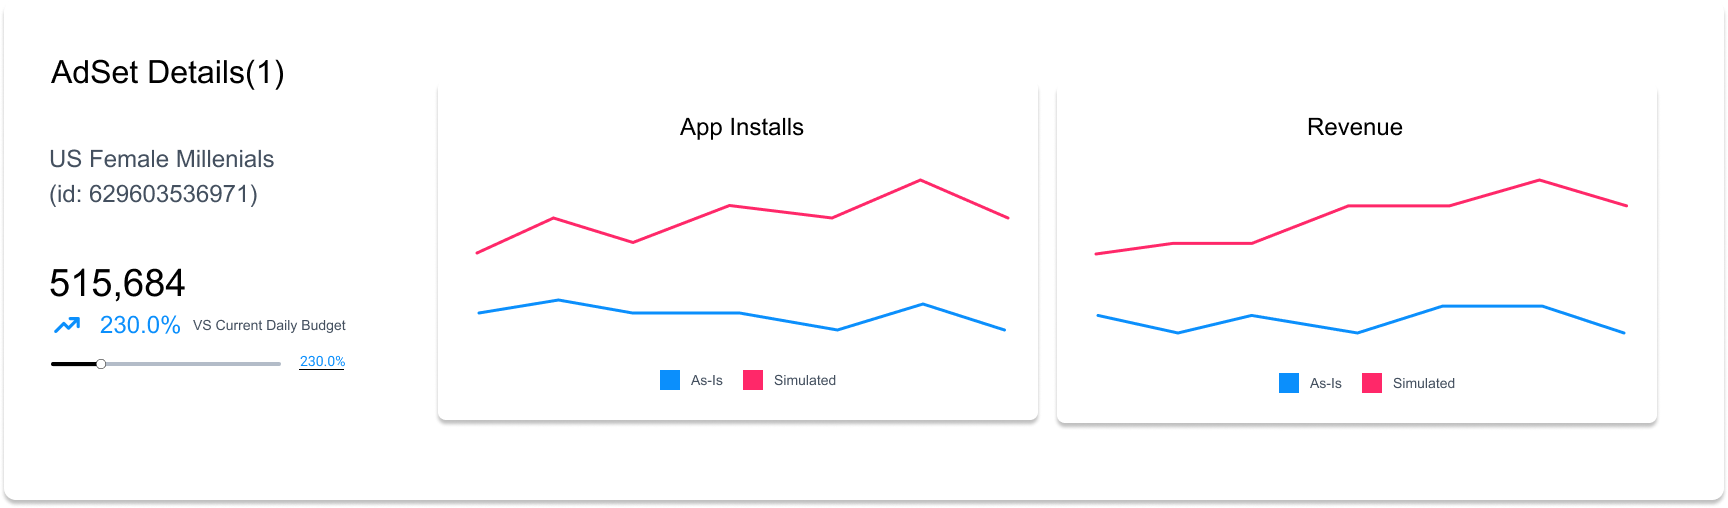 AdSet Details(1)
US Female Millenials
(id: 629603536971)
515,684
230.0% VS Current Daily Budget
230.0%
App Installs
As-Is Simulated
Revenue
As-Is Simulated